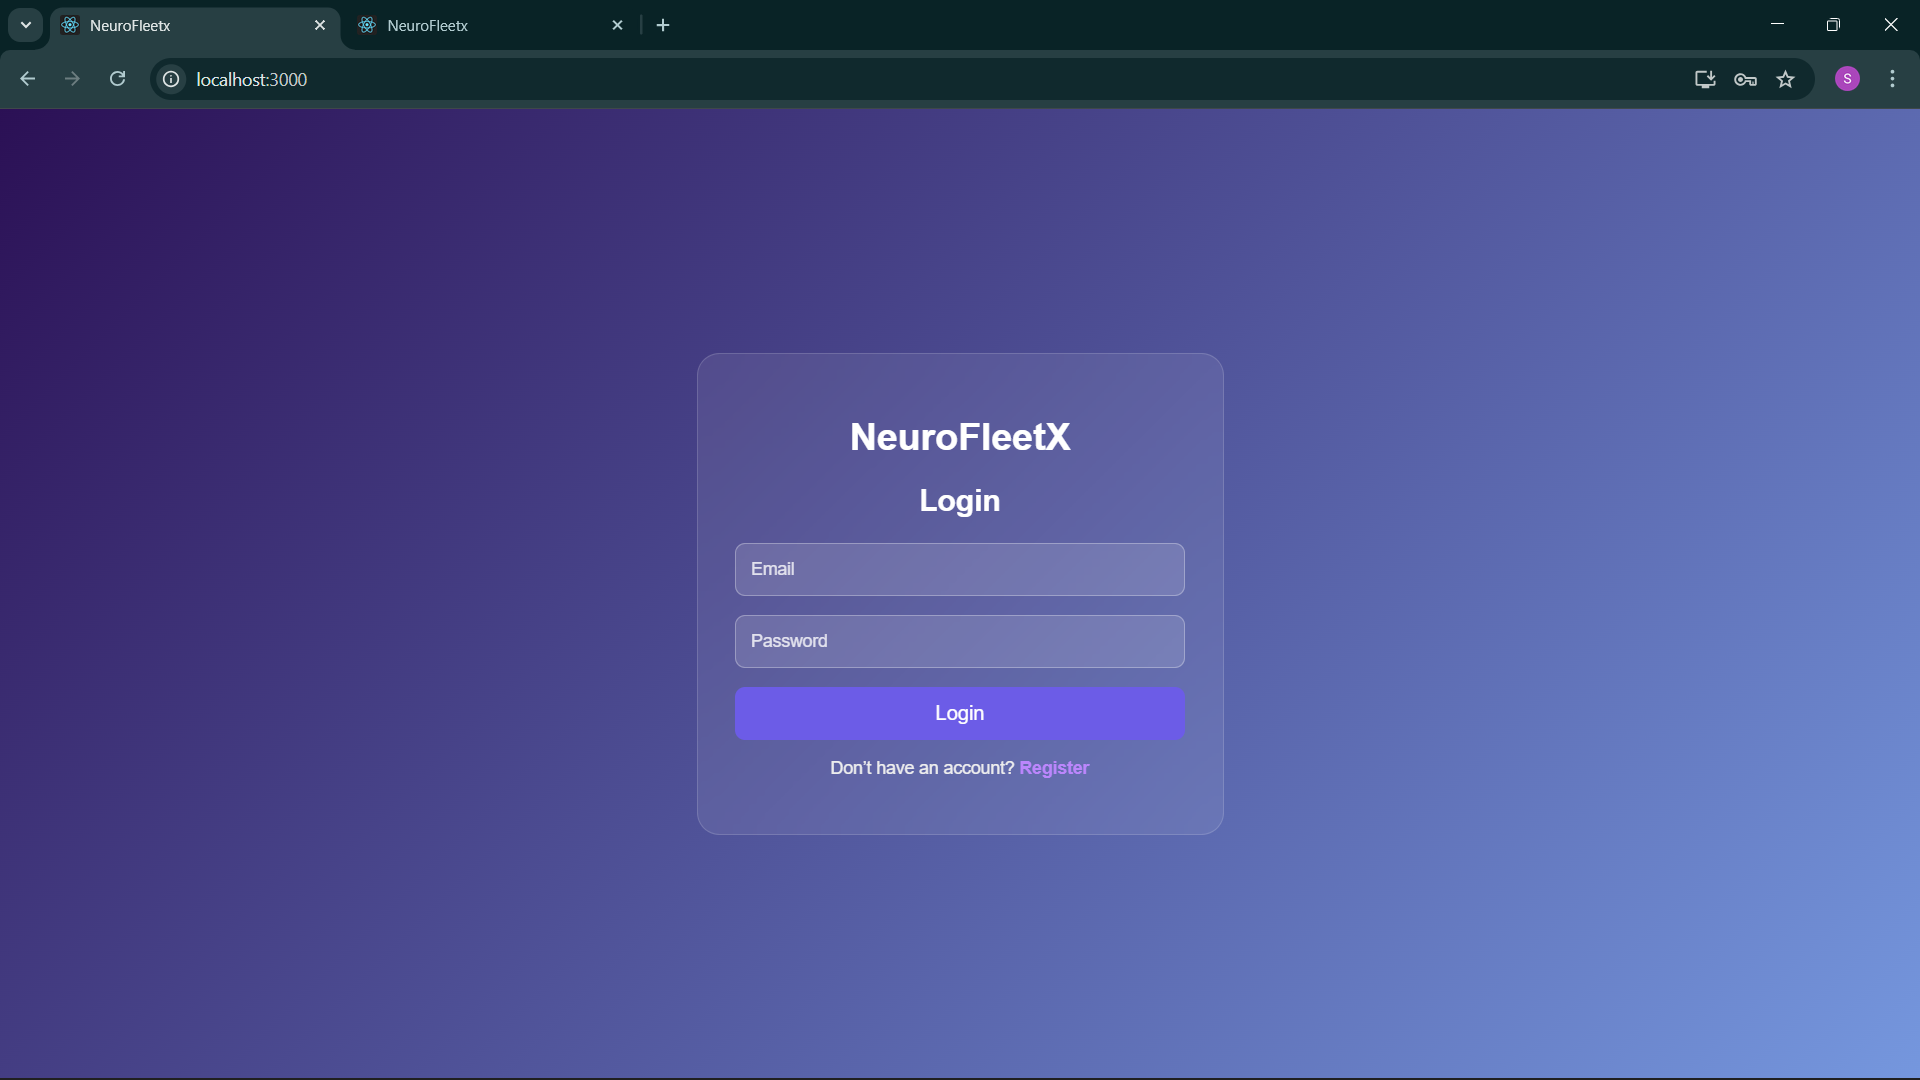 NeuroFleetx
NeuroFleetx
localhost:3000
S
NeuroFleetX
Login
Email
Password
Login
Don't have an account? Register